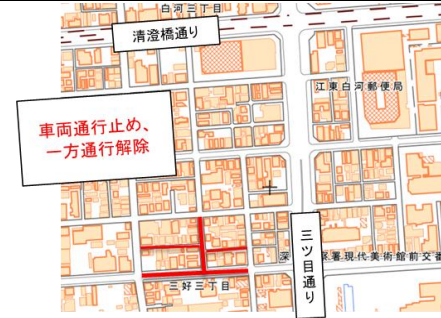 白河三丁目
清澄橋通り
江東白河郵便局
車両通行止め、
一方通行解除
三ツ目通り
深
署現代美術館前交番
三好三丁目